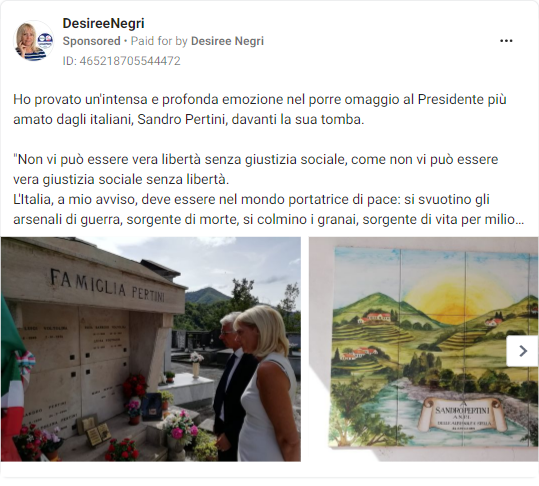 DesireeNegri
Sponsored • Paid for by Desiree Negri
ID: 465218705544472
Ho provato un'intensa e profonda emozione nel porre omaggio al Presidente più
amato dagli italiani, Sandro Pertini, davanti la sua tomba.
"Non vi può essere vera libertà senza giustizia sociale, come non vi può essere
vera giustizia sociale senza libertà.
L'Italia, a mio avviso, deve essere nel mondo portatrice di pace: si svuotino gli
arsenali di guerra, sorgente di morte, si colmino i granai, sorgente di vita per milio...
FAMIGLIA PERTINI
SANDRO PERTINI